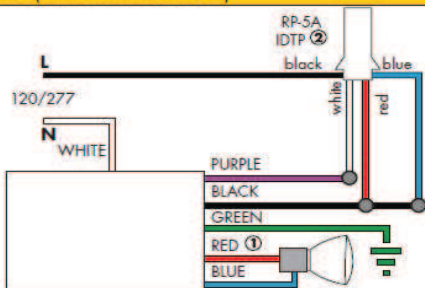 RP-5A
IDTP ②
L
black
blue
120/277
white
red
N
WHITE
PURPLE
BLACK
GREEN
RED ①
BLUE